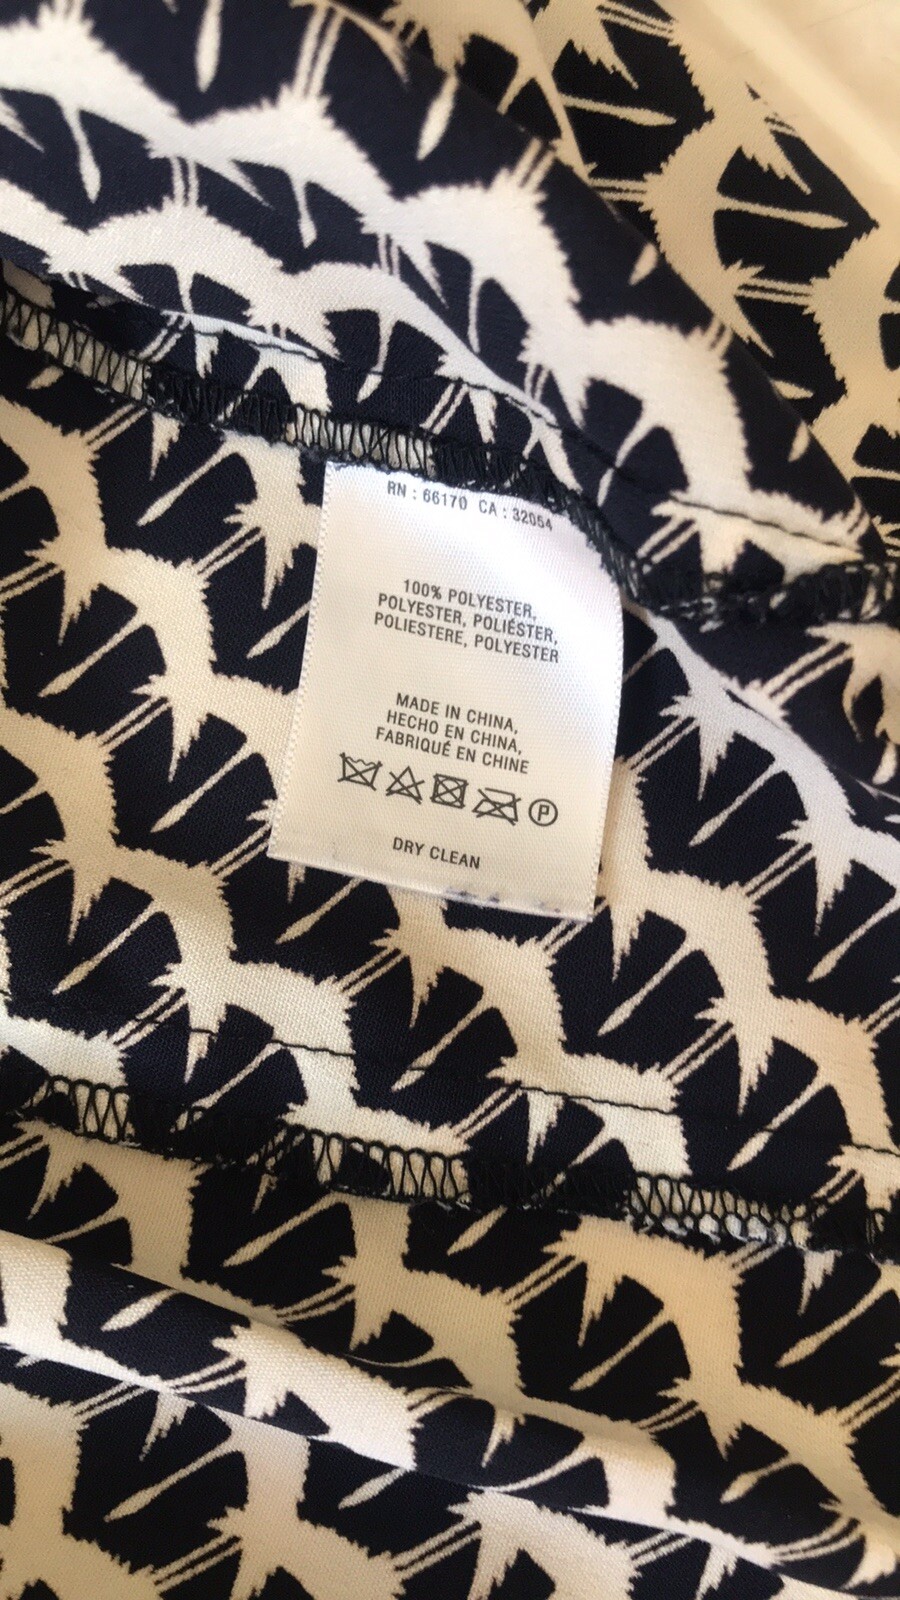 RN : 66170 CA : 32054
100% POLYESTER,
POLYESTER, POLIÉSTER,
POLIESTERE, POLYESTER
MADE IN CHINA,
HECHO EN CHINA,
FABRIQUÉ EN CHINE
P
DRY CLEAN